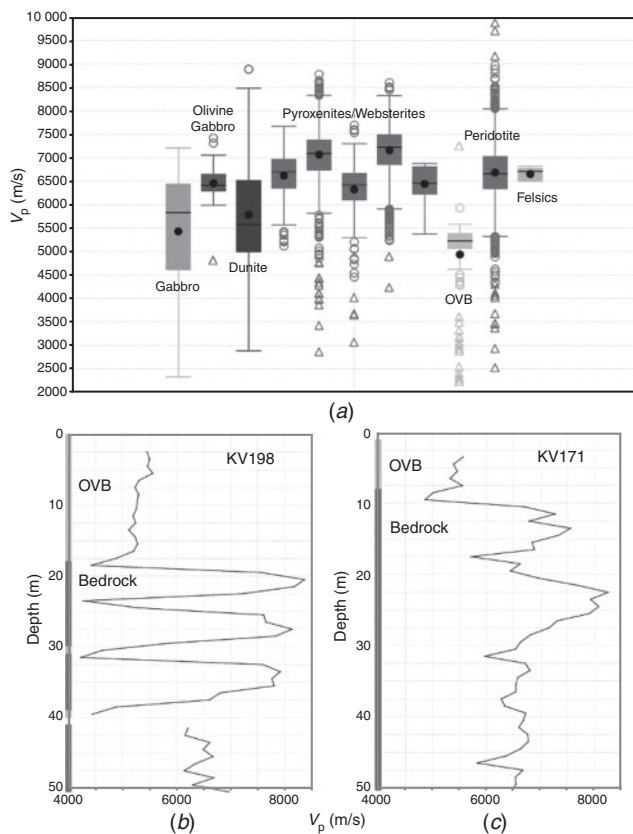 10 000
9500
9000
8500
8000
7500
7000
6500
6000
5500
5000
4500
4000
3500
3000
2500
2000
Vp (m/s)
Olivine
Gabbro
Pyroxenites/Websterites
Peridotite
Gabbro
Dunite
OVB
Felsics
(a)
0
10
20
30
40
50
Depth (m)
KV198
OVB
Bedrock
4000
6000
8000
(b)
Vp (m/s)
0
10
20
30
40
50
Depth (m)
KV171
OVB
Bedrock
4000
6000
8000
(c)